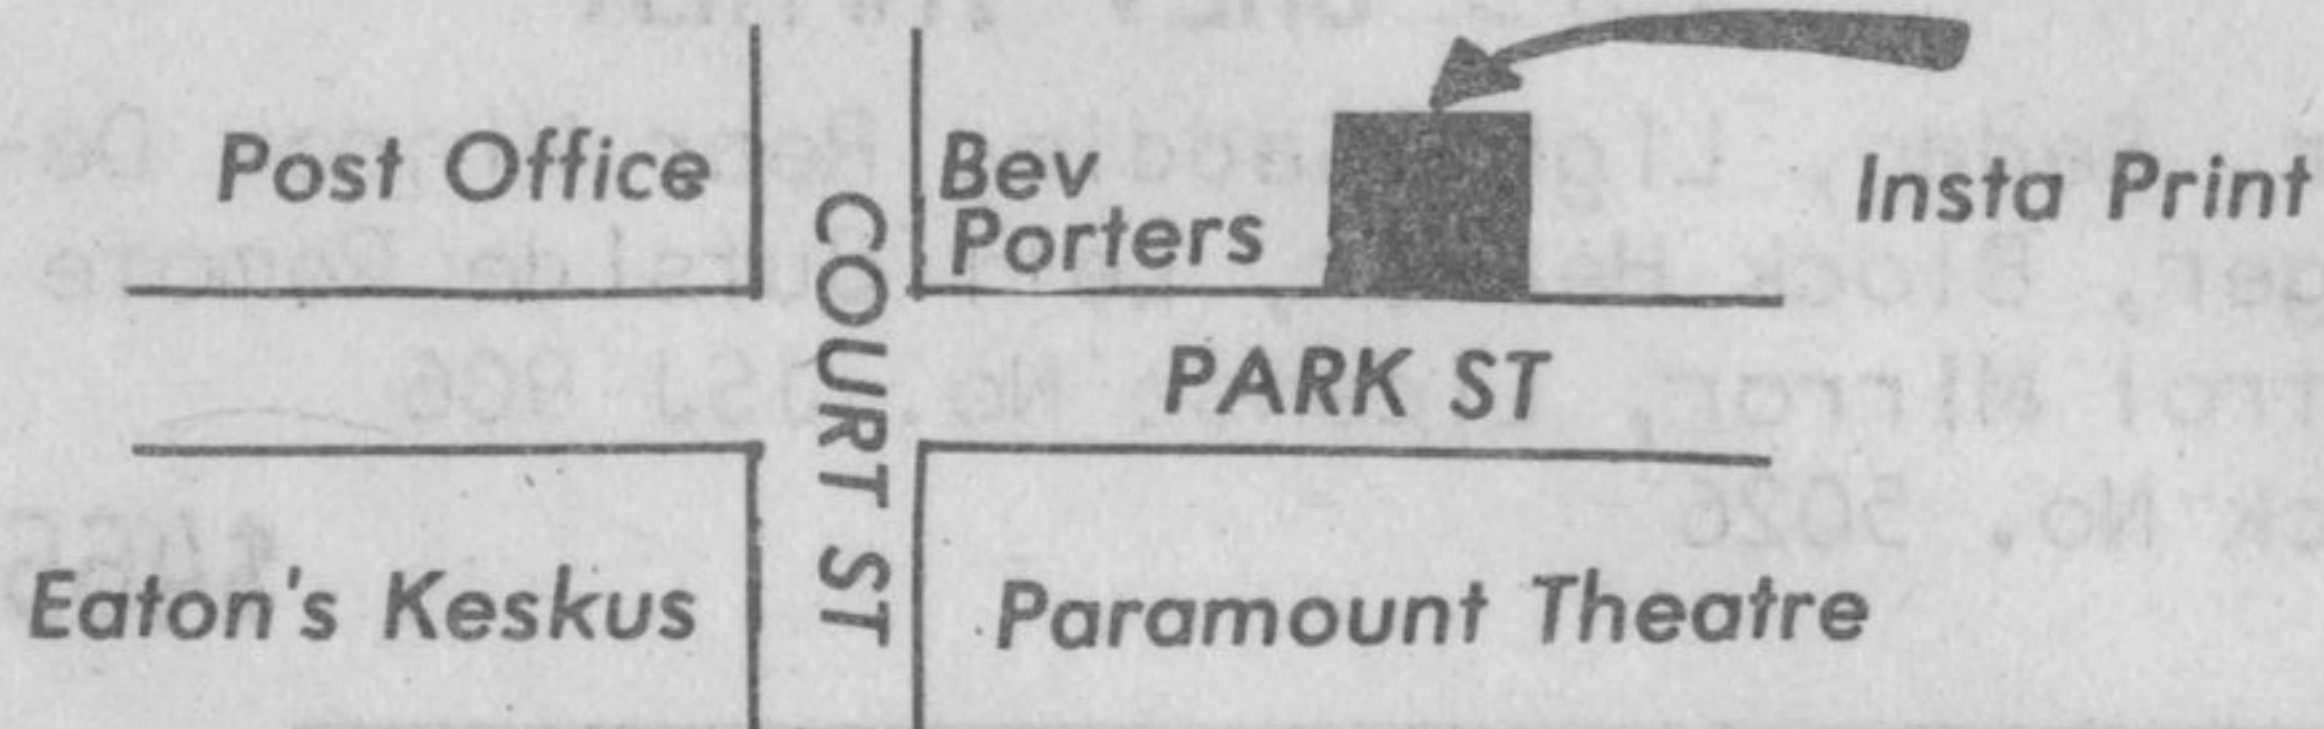 Post Office
Bev
Porters
Insta Print
COURT ST
PARK ST
Eaton's Keskus
Paramount Theatre